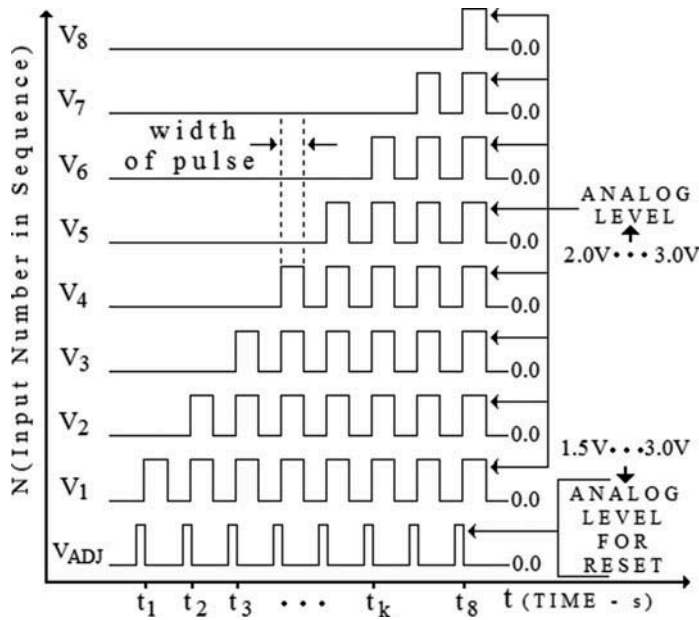 N(Input Number in Sequence)
V8
0.0
V7
0.0
width
of pulse
V6
0.0
ANALOG
LEVEL
V5
0.0
2.0V • • • 3.0V
V4
0.0
V3
0.0
V2
0.0
1.5V • • • 3.0V
V1
0.0
ANALOG
LEVEL
FOR
RESET
VADJ
0.0
t1 t2 t3 • • • tk t8 t (TIME - s)